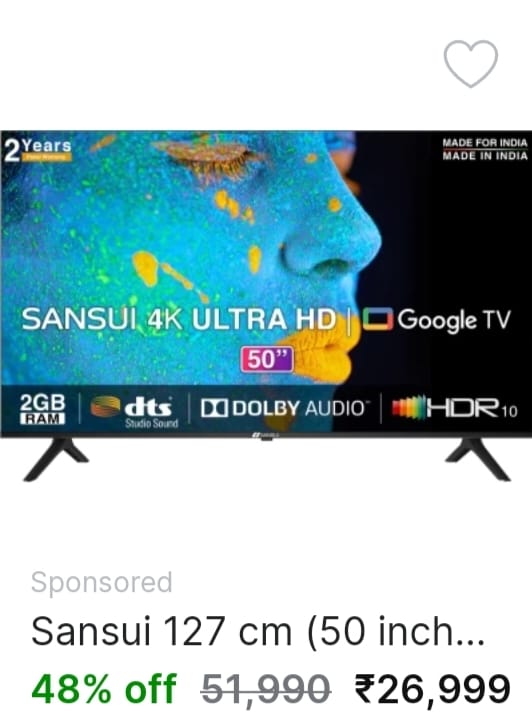 2 Years
MADE FOR INDIA
MADE IN INDIA
SANSUI 4K ULTRA HD | Google TV
50”
2GB RAM
dts Studio Sound
DOLBY AUDIO™
HDR10
Sponsored
Sansui 127 cm (50 inch...
48% off 51,990 ₹26,999